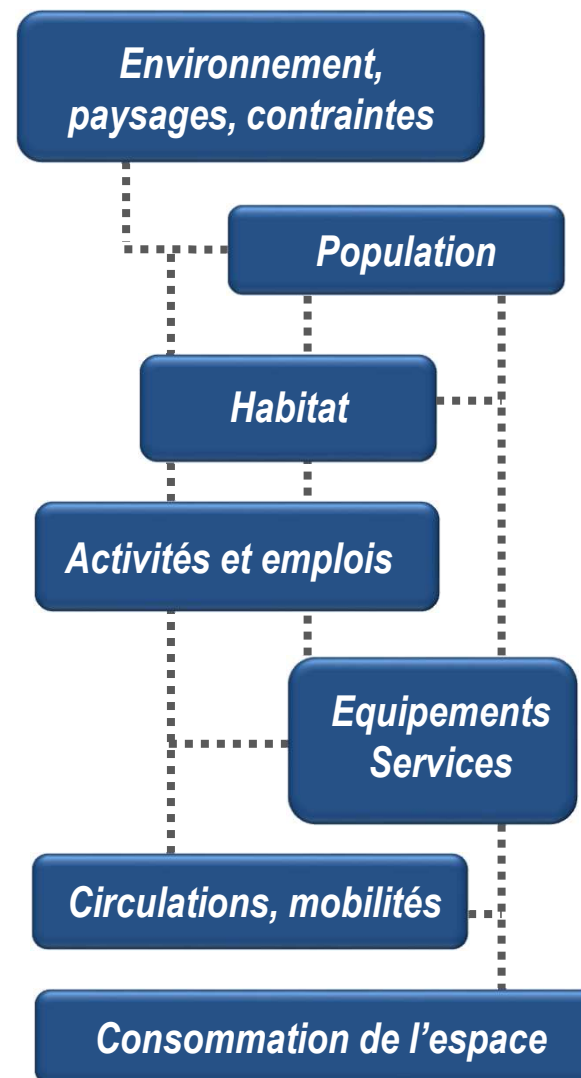 Environnement,
paysages, contraintes
Population
Habitat
Activités et emplois
Equipements
Services
Circulations, mobilités
Consommation de l’espace